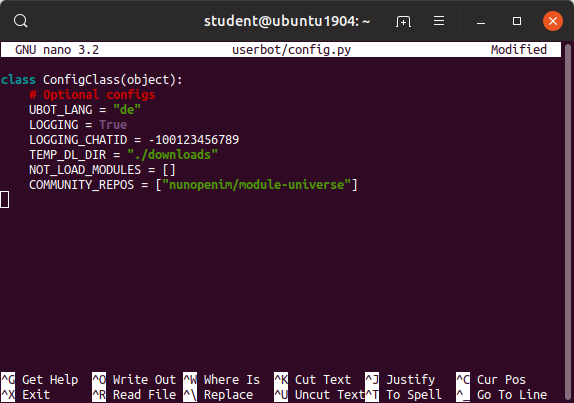 student@ubuntu1904: ~
GNU nano 3.2 userbot/config.py Modified
class ConfigClass(object):
    # Optional configs
    UBOT_LANG = "de"
    LOGGING = True
    LOGGING_CHATID = -100123456789
    TEMP_DL_DIR = "./downloads"
    NOT_LOAD_MODULES = []
    COMMUNITY_REPOS = ["nunopenim/module-universe"]
^G Get Help ^O Write Out ^W Where Is ^K Cut Text ^J Justify ^C Cur Pos
^X Exit ^R Read File ^\ Replace ^U Uncut Text ^T To Spell ^_ Go To Line